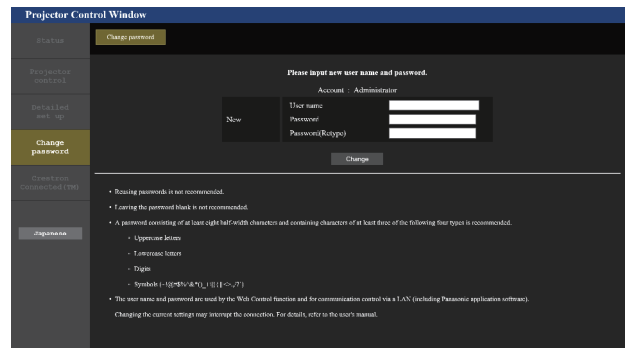 Projector Control Window
Status
Change password
Projector
control
Detailed
set up
Change
password
Crestron
Connected(TM)
Japanese
Please input new user name and password.
Account : Administrator
New
User name
Password
Password(Retype)
Change
• Reusing passwords is not recommended.
• Leaving the password blank is not recommended.
• A password consisting of at least eight half-width characters and containing characters of at least three of the following four types is recommended.
- Uppercase letters
- Lowercase letters
- Digits
- Symbols
• The user name and password are used by the Web Control function and for communication control via a LAN (including Panasonic application software).
Changing the current settings may interrupt the connection. For details, refer to the user's manual.